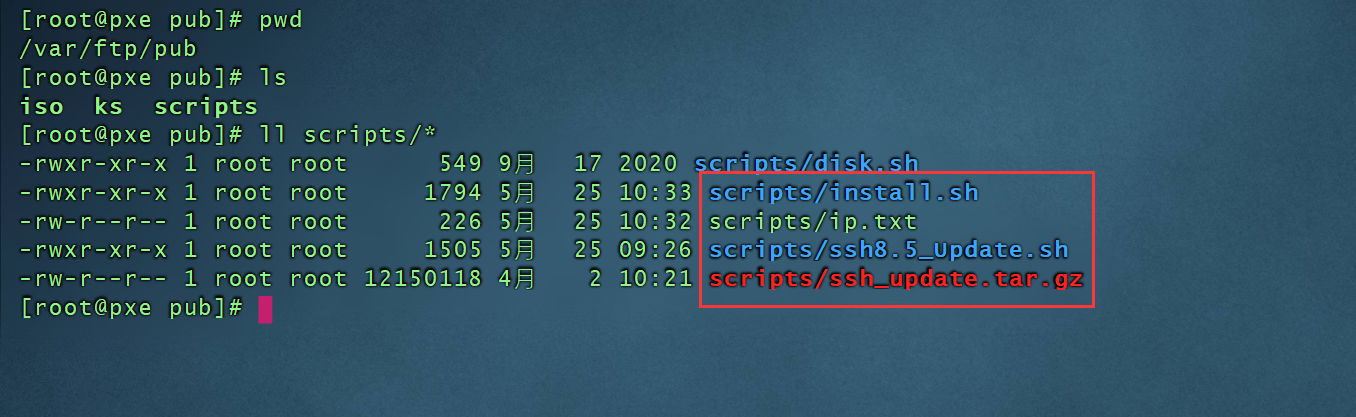 [root@pxe pub]# pwd
/var/ftp/pub
[root@pxe pub]# ls
iso  ks  scripts
[root@pxe pub]# ll scripts/*
-rwxr-xr-x 1 root root      549 9月   17 2020 scripts/disk.sh
-rwxr-xr-x 1 root root     1794 5月   25 10:33 scripts/install.sh
-rw-r--r-- 1 root root      226 5月   25 10:32 scripts/ip.txt
-rwxr-xr-x 1 root root     1505 5月   25 09:26 scripts/ssh8.5_Update.sh
-rw-r--r-- 1 root root 12150118 4月    2 10:21 scripts/ssh_update.tar.gz
[root@pxe pub]#